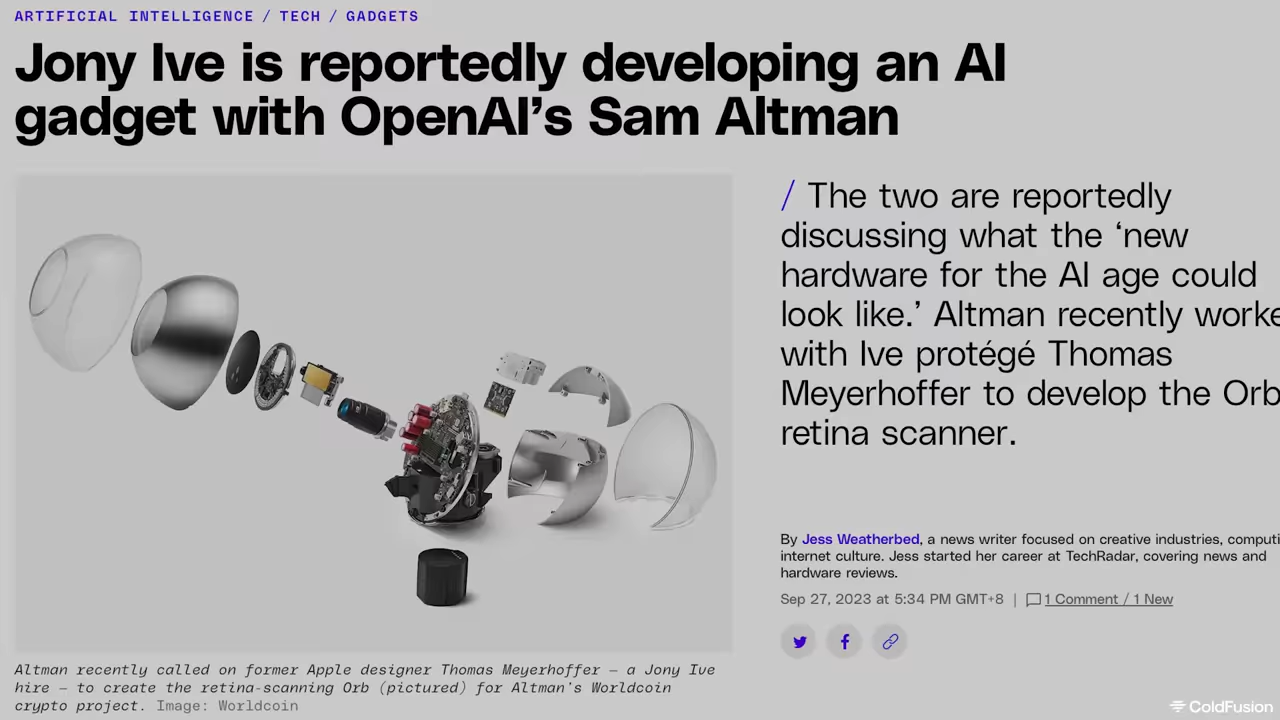 ARTIFICIAL INTELLIGENCE / TECH / GADGETS
Jony Ive is reportedly developing an AI
gadget with OpenAI’s Sam Altman
/ The two are reportedly
discussing what the ‘new
hardware for the AI age could
look like.’ Altman recently worke
with Ive protégé Thomas
Meyerhoffer to develop the Orb
retina scanner.
By Jess Weatherbed, a news writer focused on creative industries, computi
internet culture. Jess started her career at TechRadar, covering news and
hardware reviews.
Sep 27, 2023 at 5:34 PM GMT+8 | 1 Comment / 1 New
Altman recently called on former Apple designer Thomas Meyerhoffer — a Jony Ive
hire — to create the retina-scanning Orb (pictured) for Altman’s Worldcoin
crypto project. Image: Worldcoin
ColdFusion